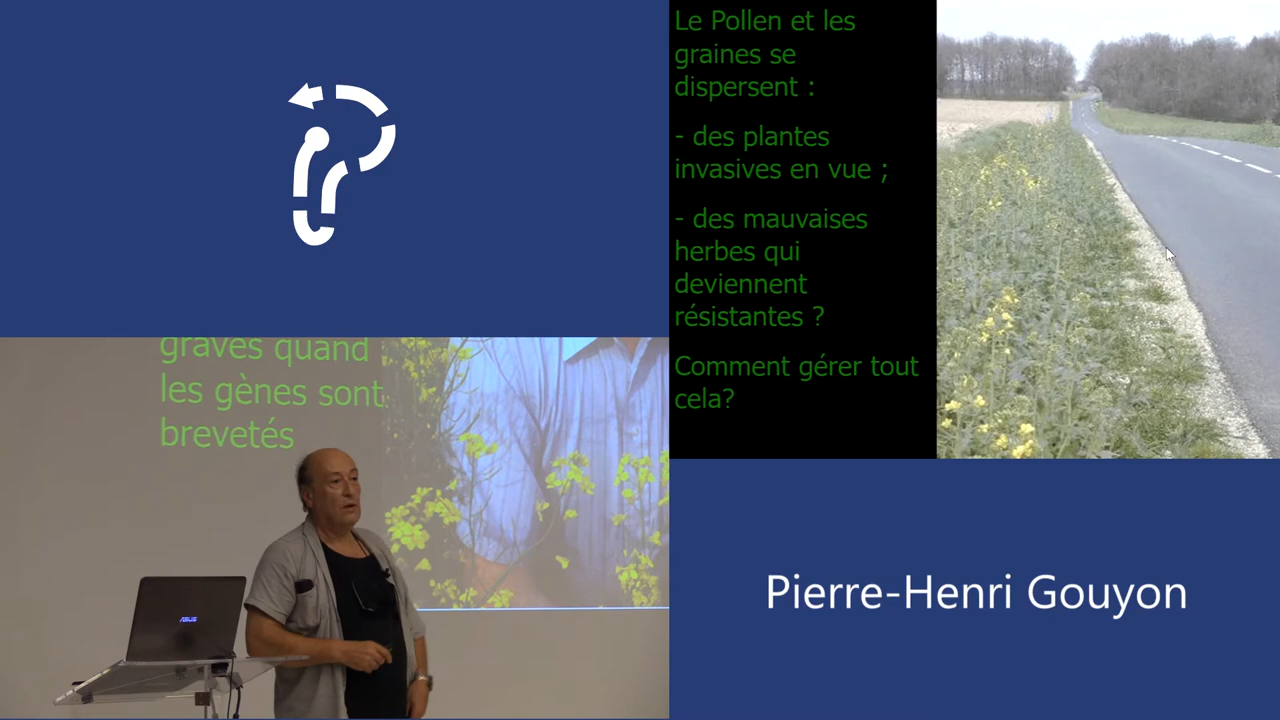 Le Pollen et les
graines se
dispersent :
- des plantes
invasives en vue ;
- des mauvaises
herbes qui
deviennent
résistantes ?
Comment gérer tout
cela?
graves quand
les gènes sont
brevetés
ASUS
Pierre-Henri Gouyon